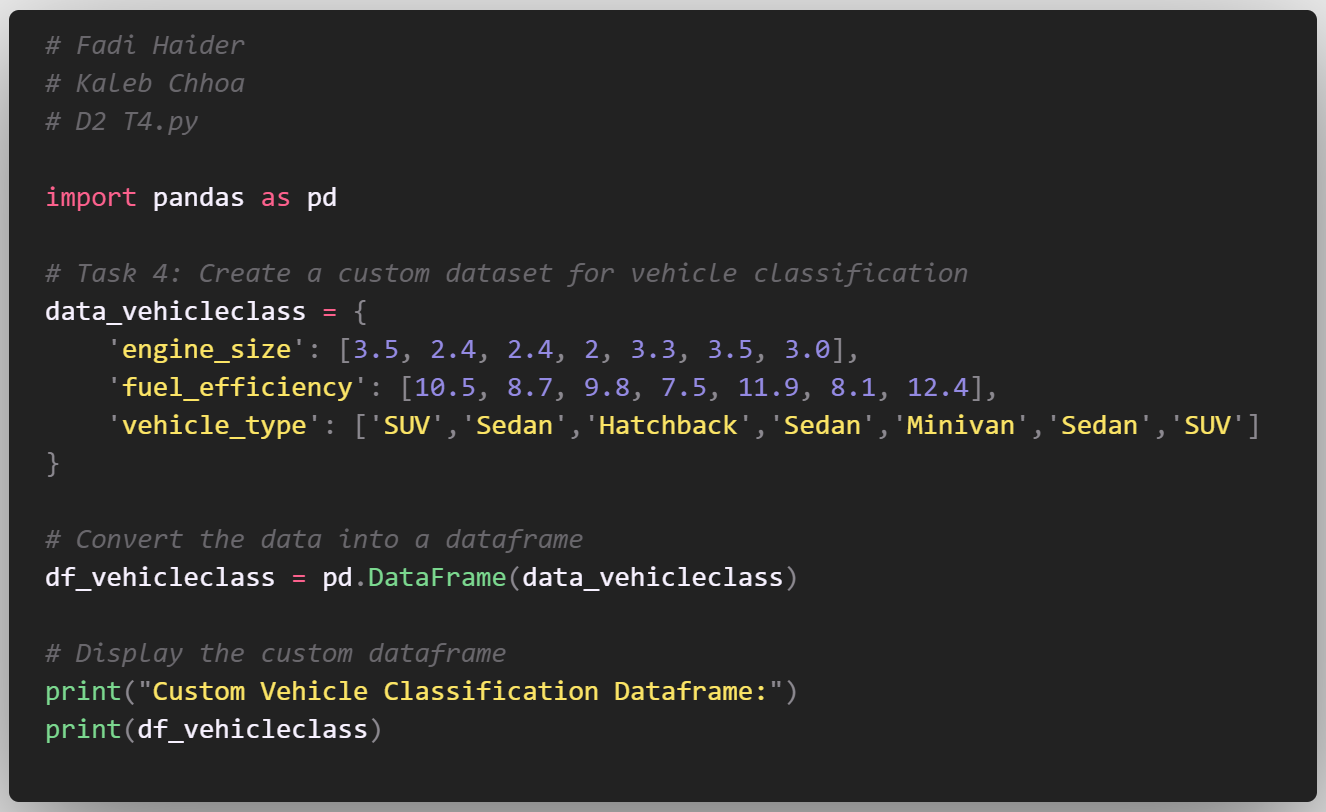 # Fadi Haider
# Kaleb Chhoa
# D2 T4.py
import pandas as pd
# Task 4: Create a custom dataset for vehicle classification
data_vehicleclass = {
    'engine_size': [3.5, 2.4, 2.4, 2, 3.3, 3.5, 3.0],
    'fuel_efficiency': [10.5, 8.7, 9.8, 7.5, 11.9, 8.1, 12.4],
    'vehicle_type': ['SUV','Sedan','Hatchback','Sedan','Minivan','Sedan','SUV']
}
# Convert the data into a dataframe
df_vehicleclass = pd.DataFrame(data_vehicleclass)
# Display the custom dataframe
print("Custom Vehicle Classification Dataframe:")
print(df_vehicleclass)